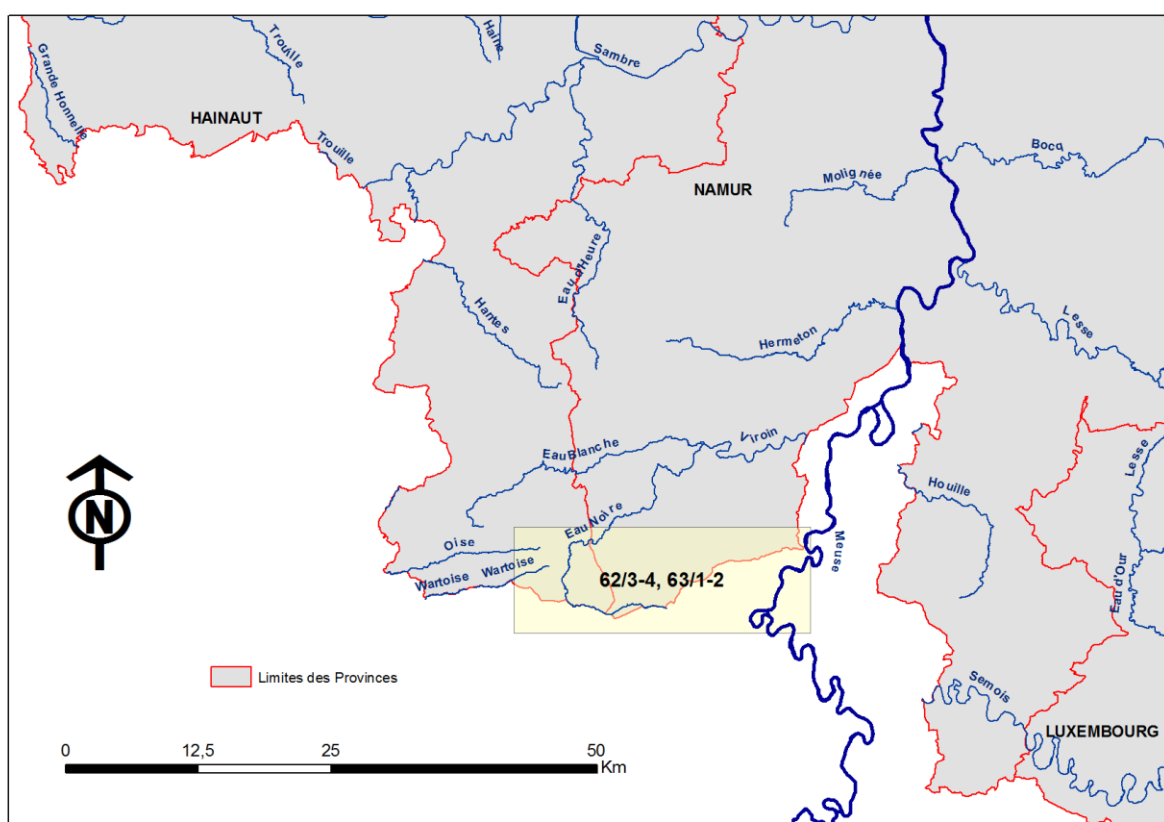 Grande Honnelle
Trouille
Haine
Sambre
HAINAUT
Trouille
Bocq
Molignée
NAMUR
Eau d'Heure
Hantes
Lesse
Hermeton
Viroin
EauBlanche
Lesse
Houille
Eau Noire
Oise
Meuse
Wartoise Wartoise
62/3-4, 63/1-2
Eau d'Our
N
Limites des Provinces
Semois
LUXEMBOURG
0 12,5 25 50
Km